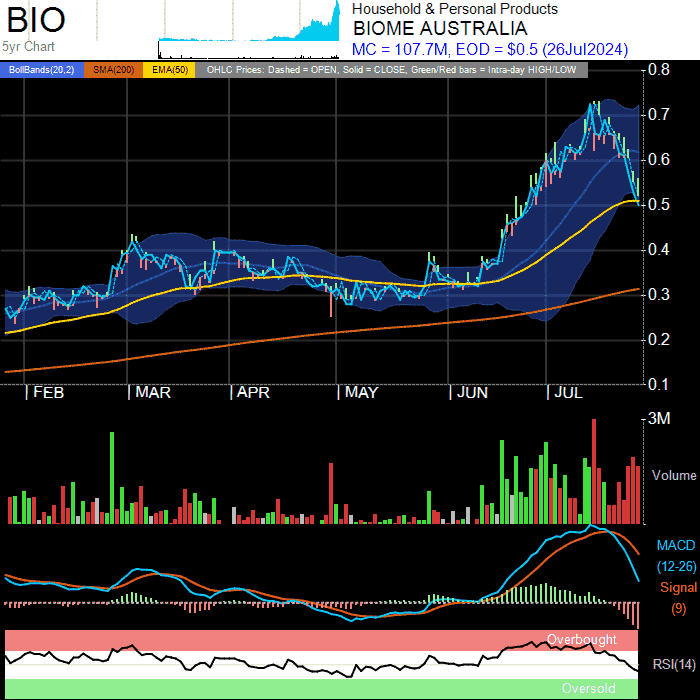 BIO
5yr Chart
Household & Personal Products
BIOME AUSTRALIA
MC = 107.7M, EOD = $0.5 (26Jul2024)
BollBands(20,2) SMA(200) EMA(50) OHLC Prices: Dashed = OPEN, Solid = CLOSE, Green/Red bars = Intra-day HIGH/LOW
0.8
0.7
0.6
0.5
0.4
0.3
0.2
0.1
| FEB | MAR | APR | MAY | JUN | JUL
3M
Volume
MACD
(12-26)
Signal
(9)
Overbought
RSI(14)
Oversold